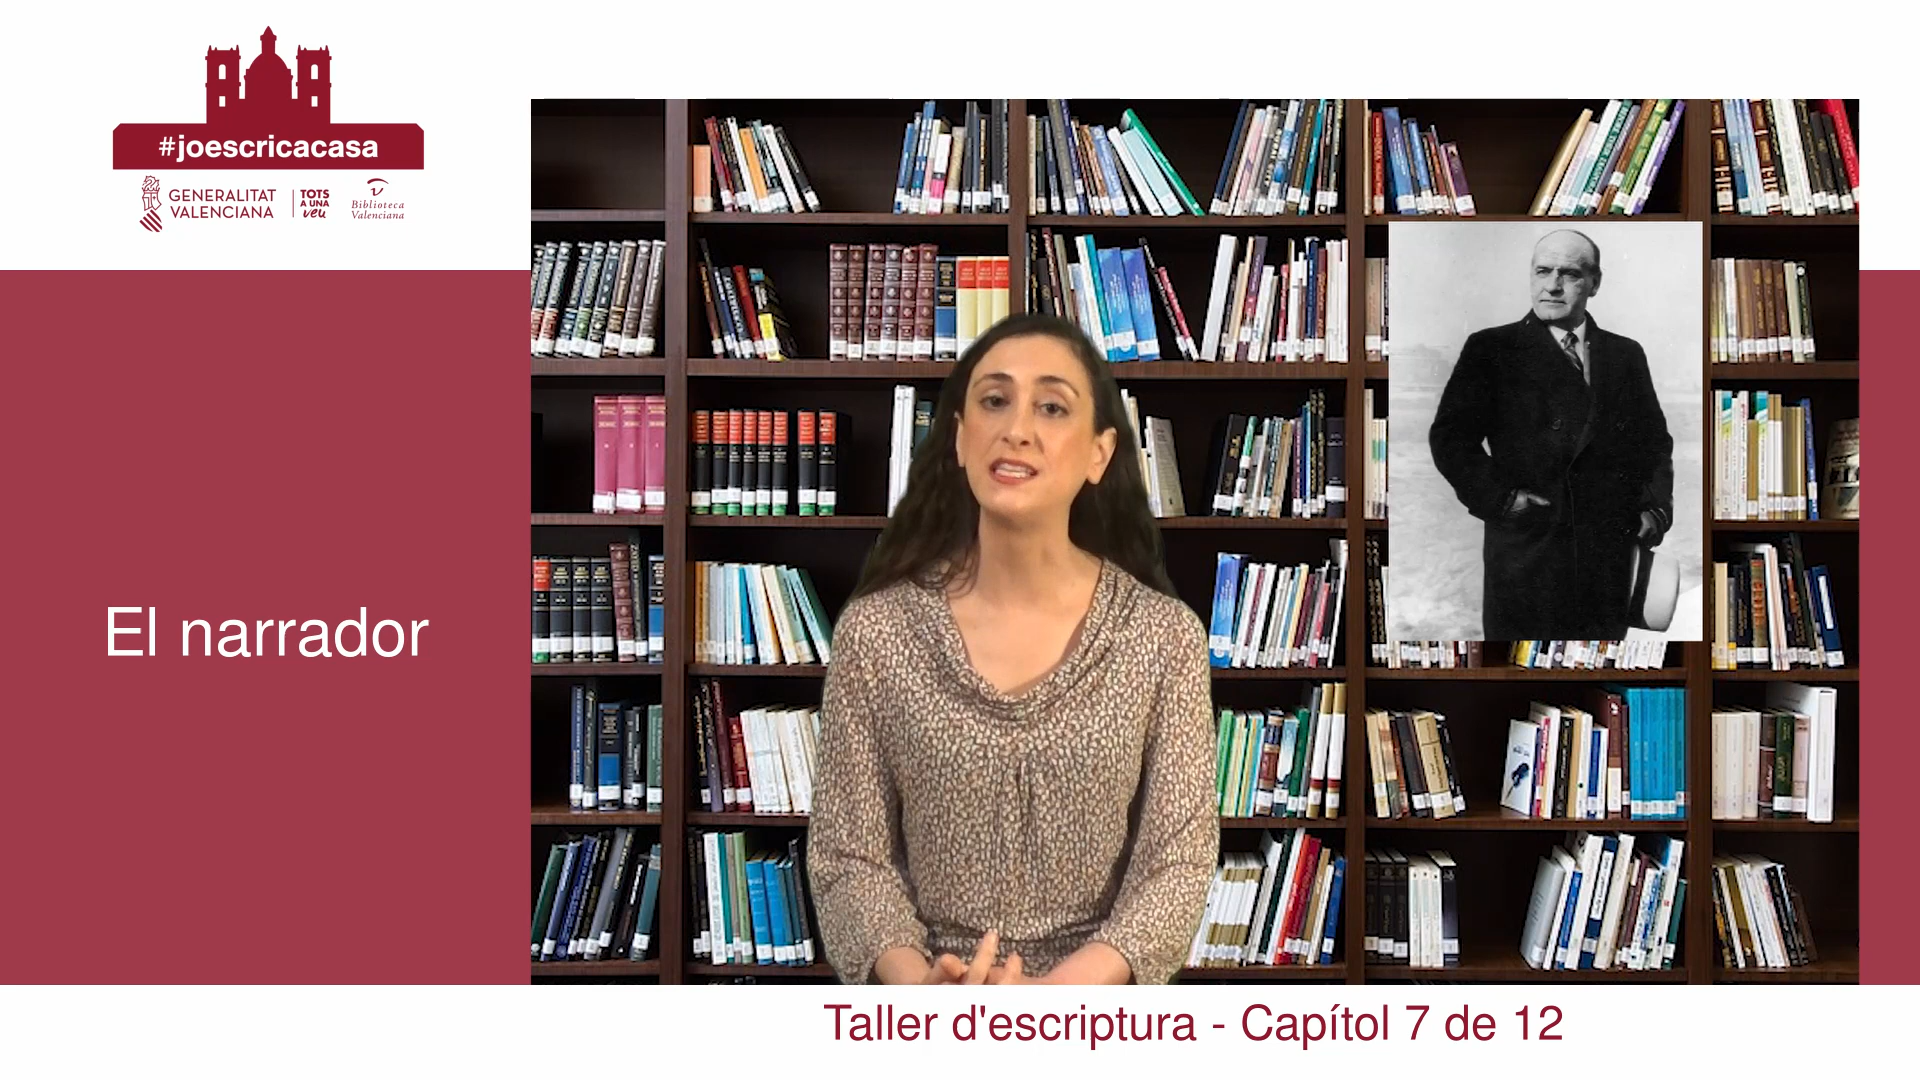 #joescricacasa
GENERALITAT
VALENCIANA
TOTS
A UNA
veu
Biblioteca
Valenciana
El narrador
Taller d'escriptura - Capítol 7 de 12